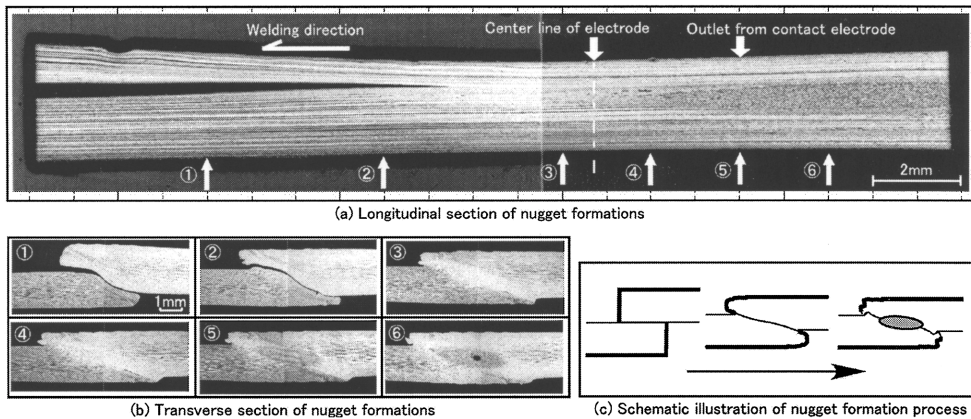 Welding direction
Center line of electrode
Outlet from contact electrode
①
②
③
④
⑤
⑥
2mm
(a) Longitudinal section of nugget formations
①
②
③
1mm
④
⑤
⑥
(b) Transverse section of nugget formations
(c) Schematic illustration of nugget formation process